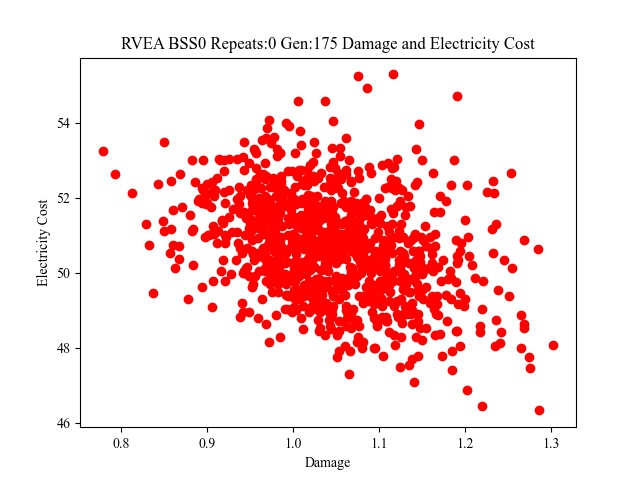 RVEA BSS0 Repeats:0 Gen:175 Damage and Electricity Cost
Electricity Cost
54
52
50
48
46
0.8 0.9 1.0 1.1 1.2 1.3
Damage